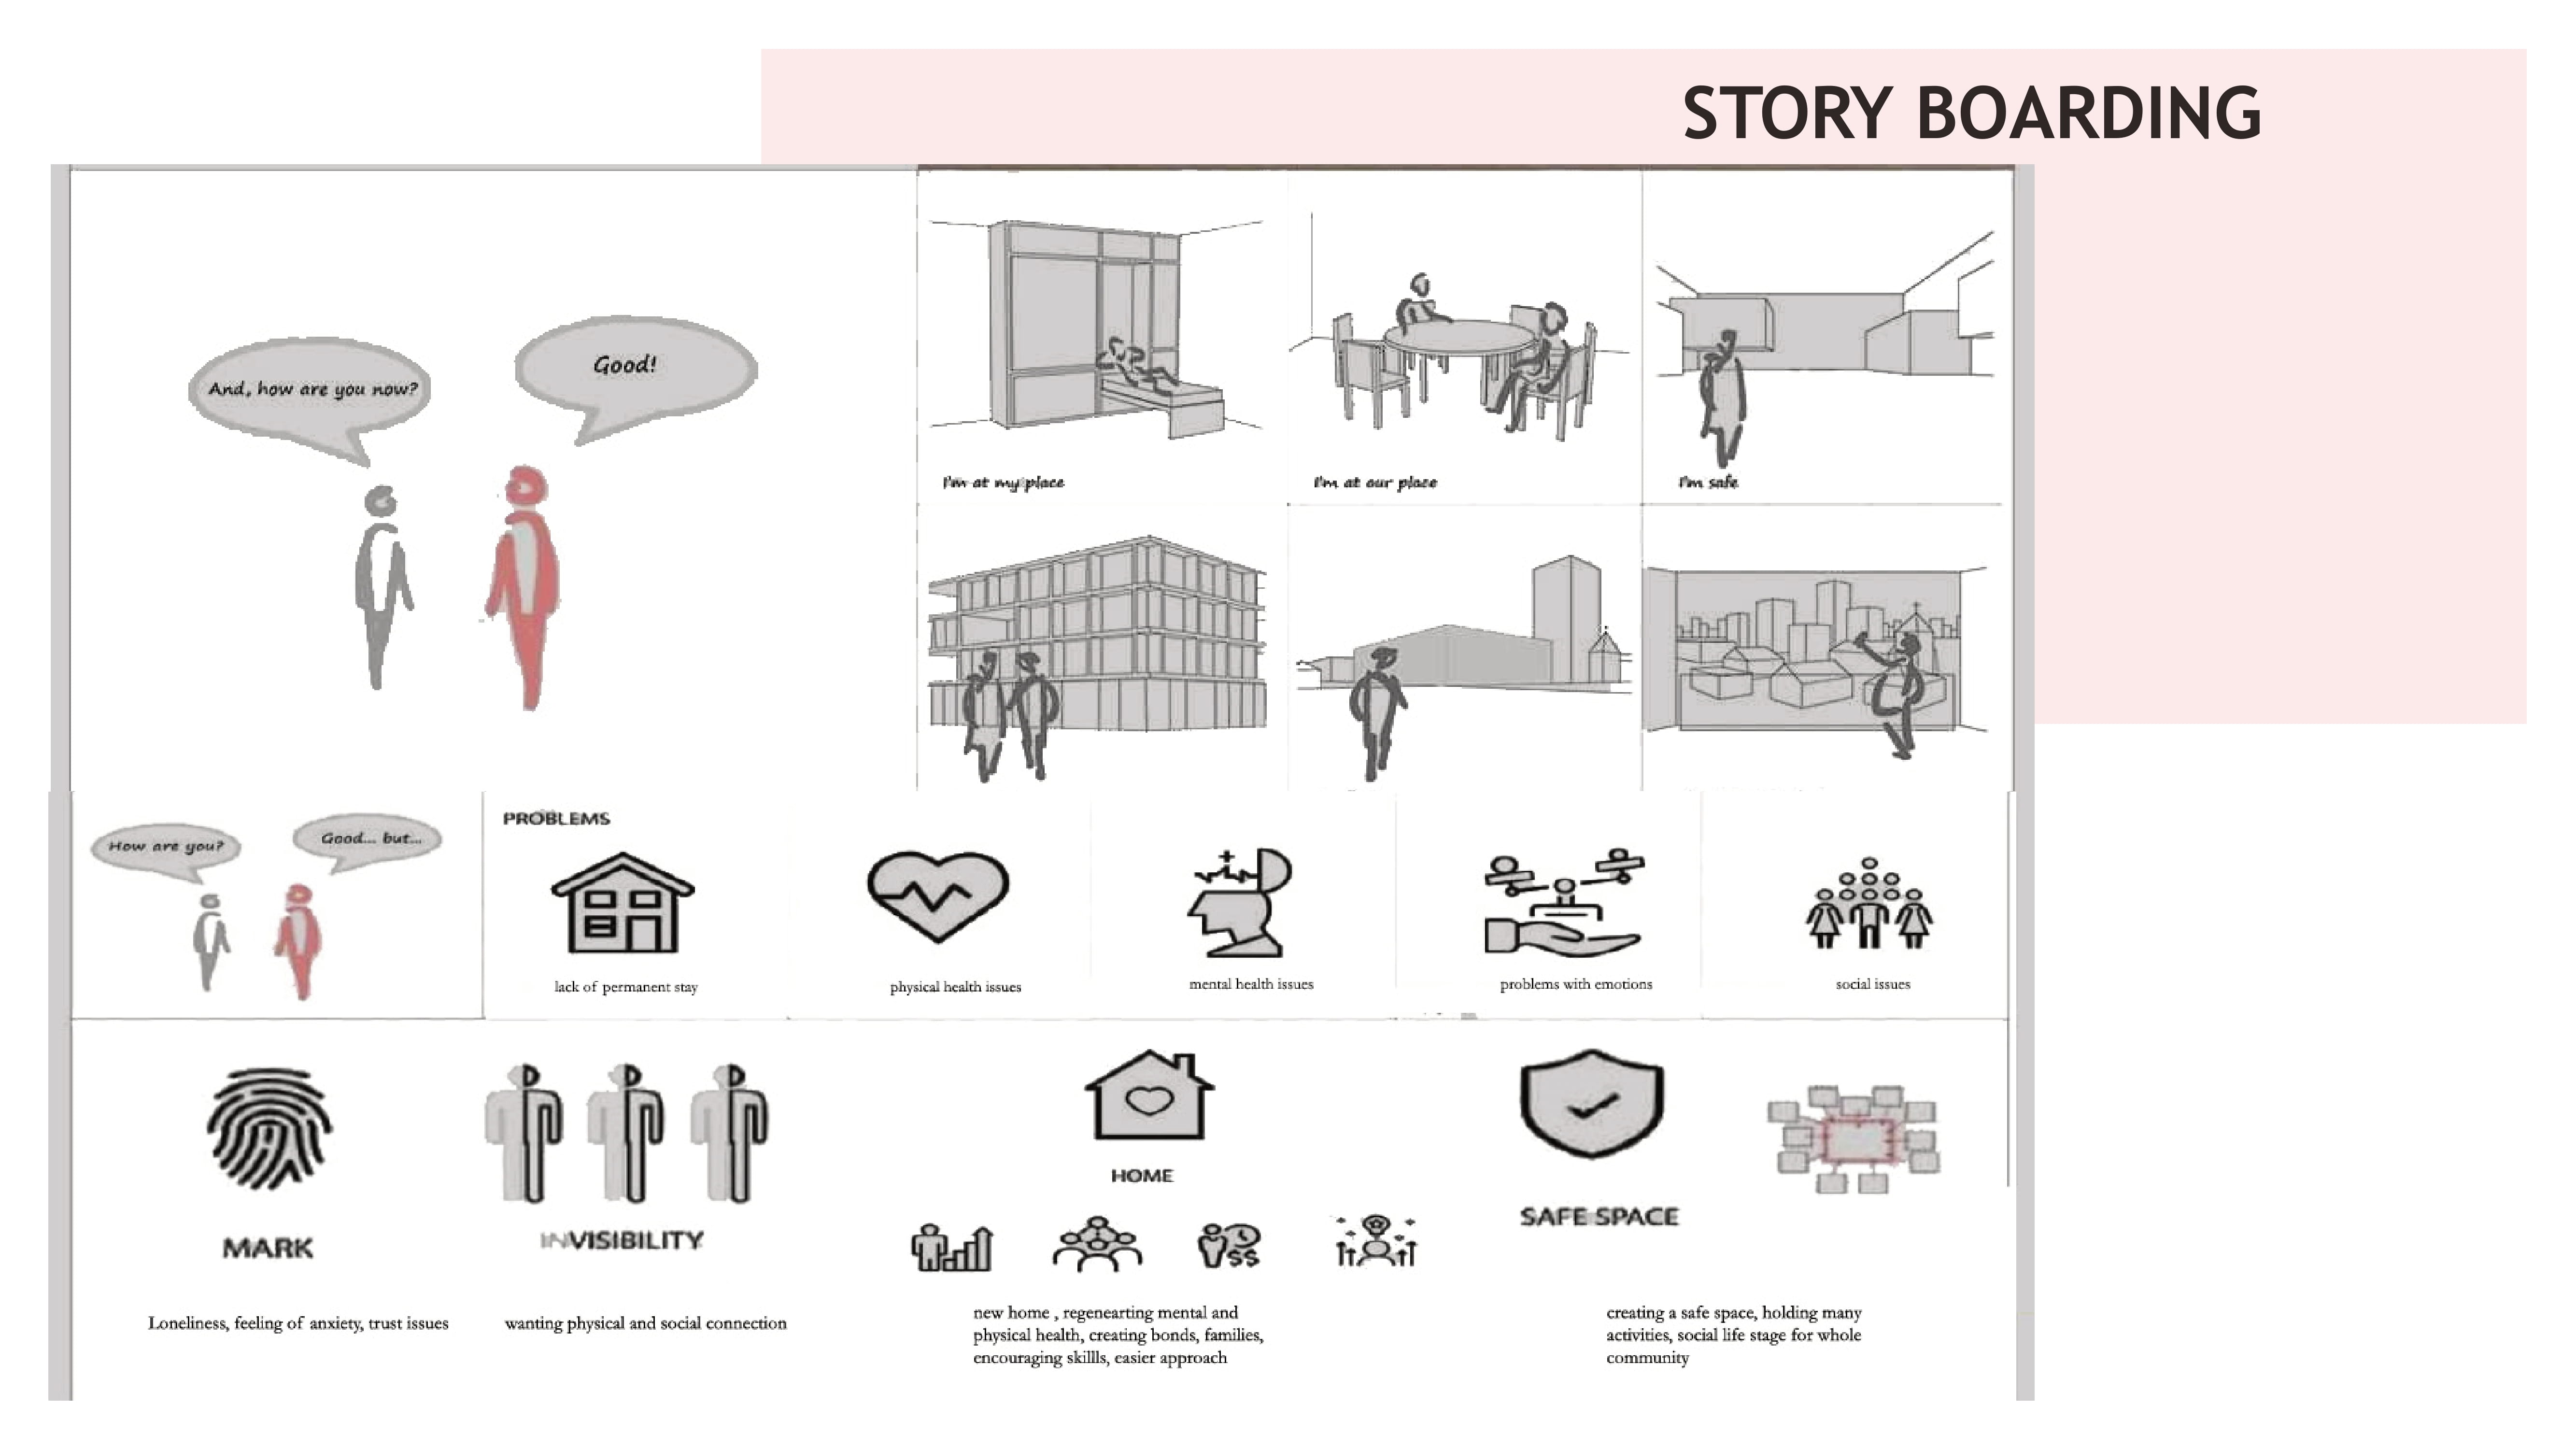 STORY BOARDING
And, how are you now?
Good!
I'm at my place
I'm at our place
I'm safe
How are you?
Good... but...
PROBLEMS
lack of permanent stay
physical health issues
mental health issues
problems with emotions
social issues
MARK
INVISIBILITY
HOME
SAFE SPACE
Loneliness, feeling of anxiety, trust issues
wanting physical and social connection
new home , regenearting mental and
physical health, creating bonds, families,
encouraging skillls, easier approach
creating a safe space, holding many
activities, social life stage for whole
community